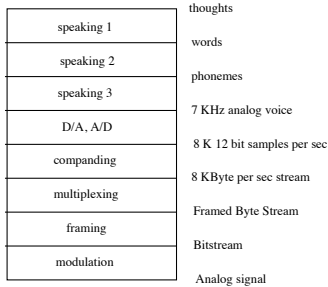 thoughts
speaking 1
words
speaking 2
phonemes
speaking 3
7 KHz analog voice
D/A, A/D
8 K 12 bit samples per sec
companding
8 KByte per sec stream
multiplexing
Framed Byte Stream
framing
Bitstream
modulation
Analog signal